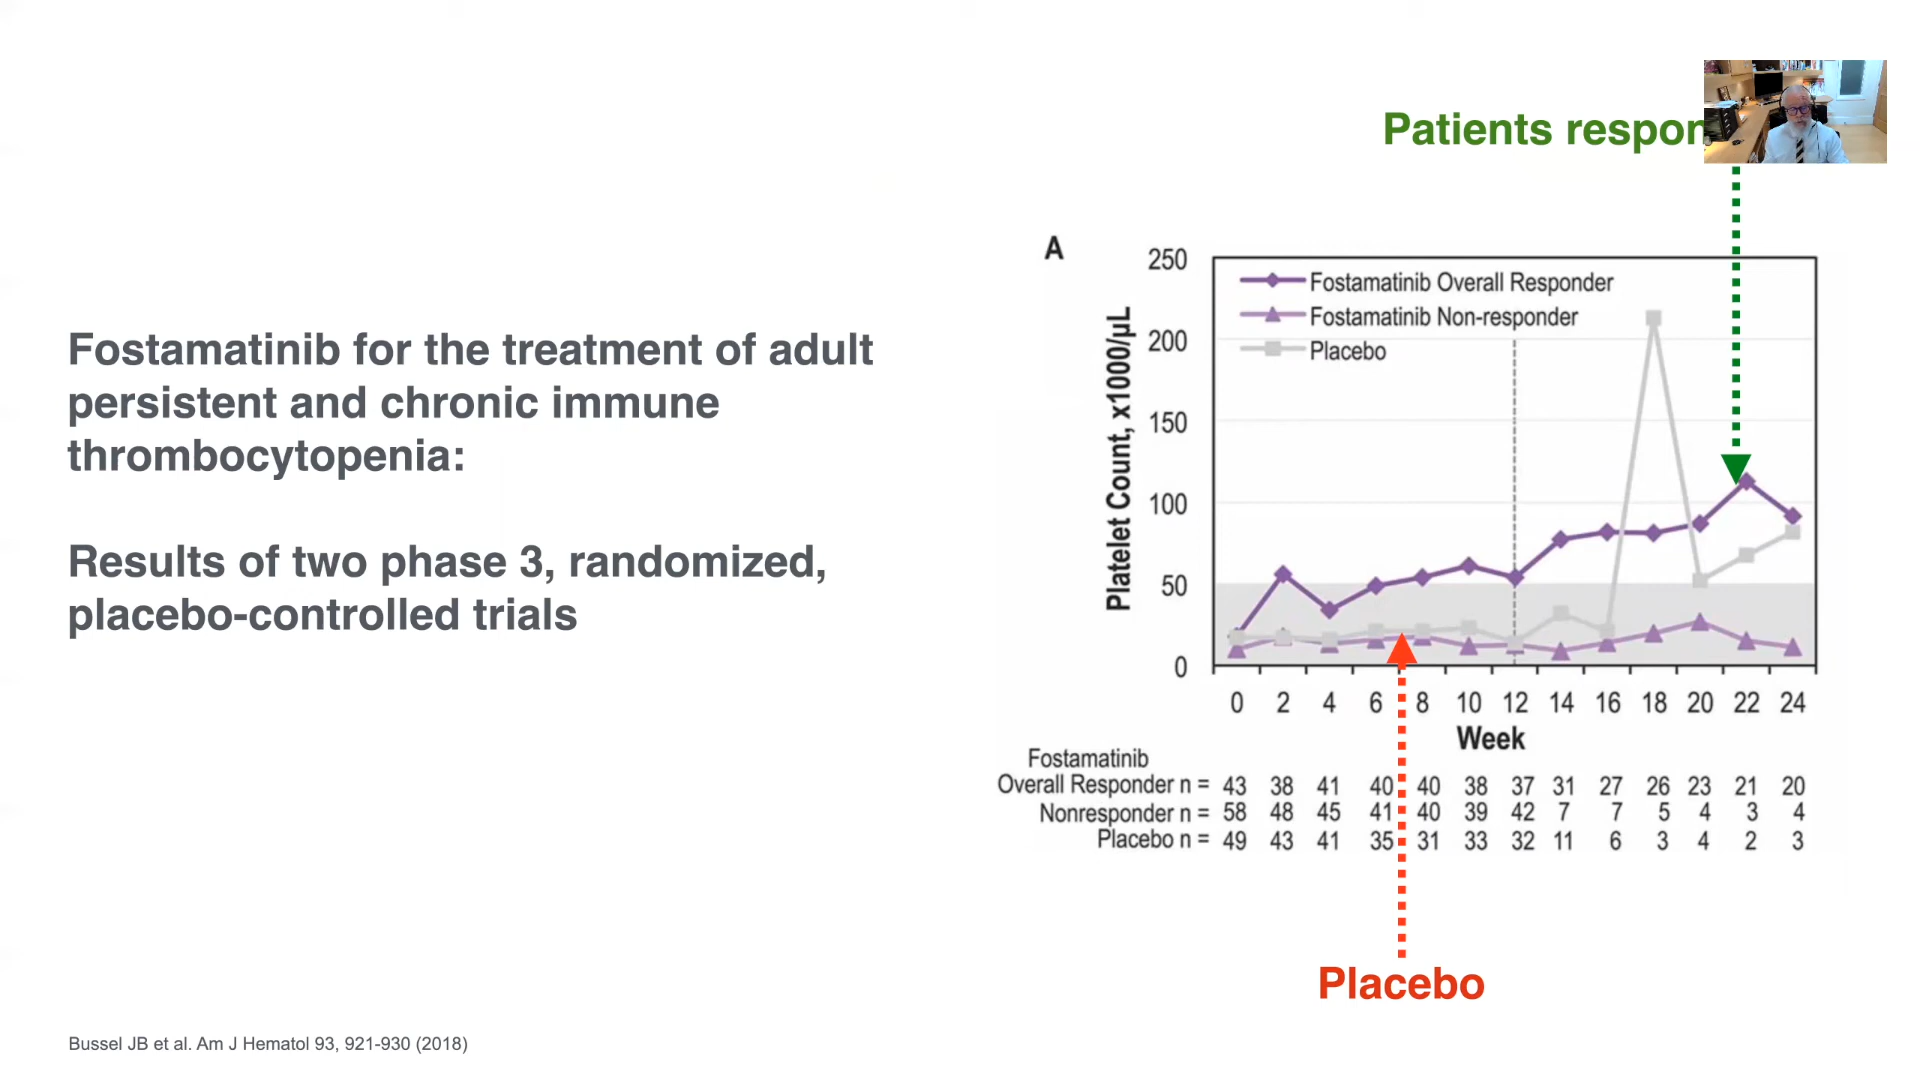 Patients respon
Fostamatinib for the treatment of adult
persistent and chronic immune
thrombocytopenia:
Results of two phase 3, randomized,
placebo-controlled trials
A
250
200
150
100
50
0
Platelet Count, x1000/µL
Fostamatinib Overall Responder
Fostamatinib Non-responder
Placebo
0 2 4 6 8 10 12 14 16 18 20 22 24
Week
Fostamatinib
Overall Responder n = 43 38 41 40 40 38 37 31 27 26 23 21 20
Nonresponder n = 58 48 45 41 40 39 42 7 7 5 4 3 4
Placebo n = 49 43 41 35 31 33 32 11 6 3 4 2 3
Placebo
Bussel JB et al. Am J Hematol 93, 921-930 (2018)